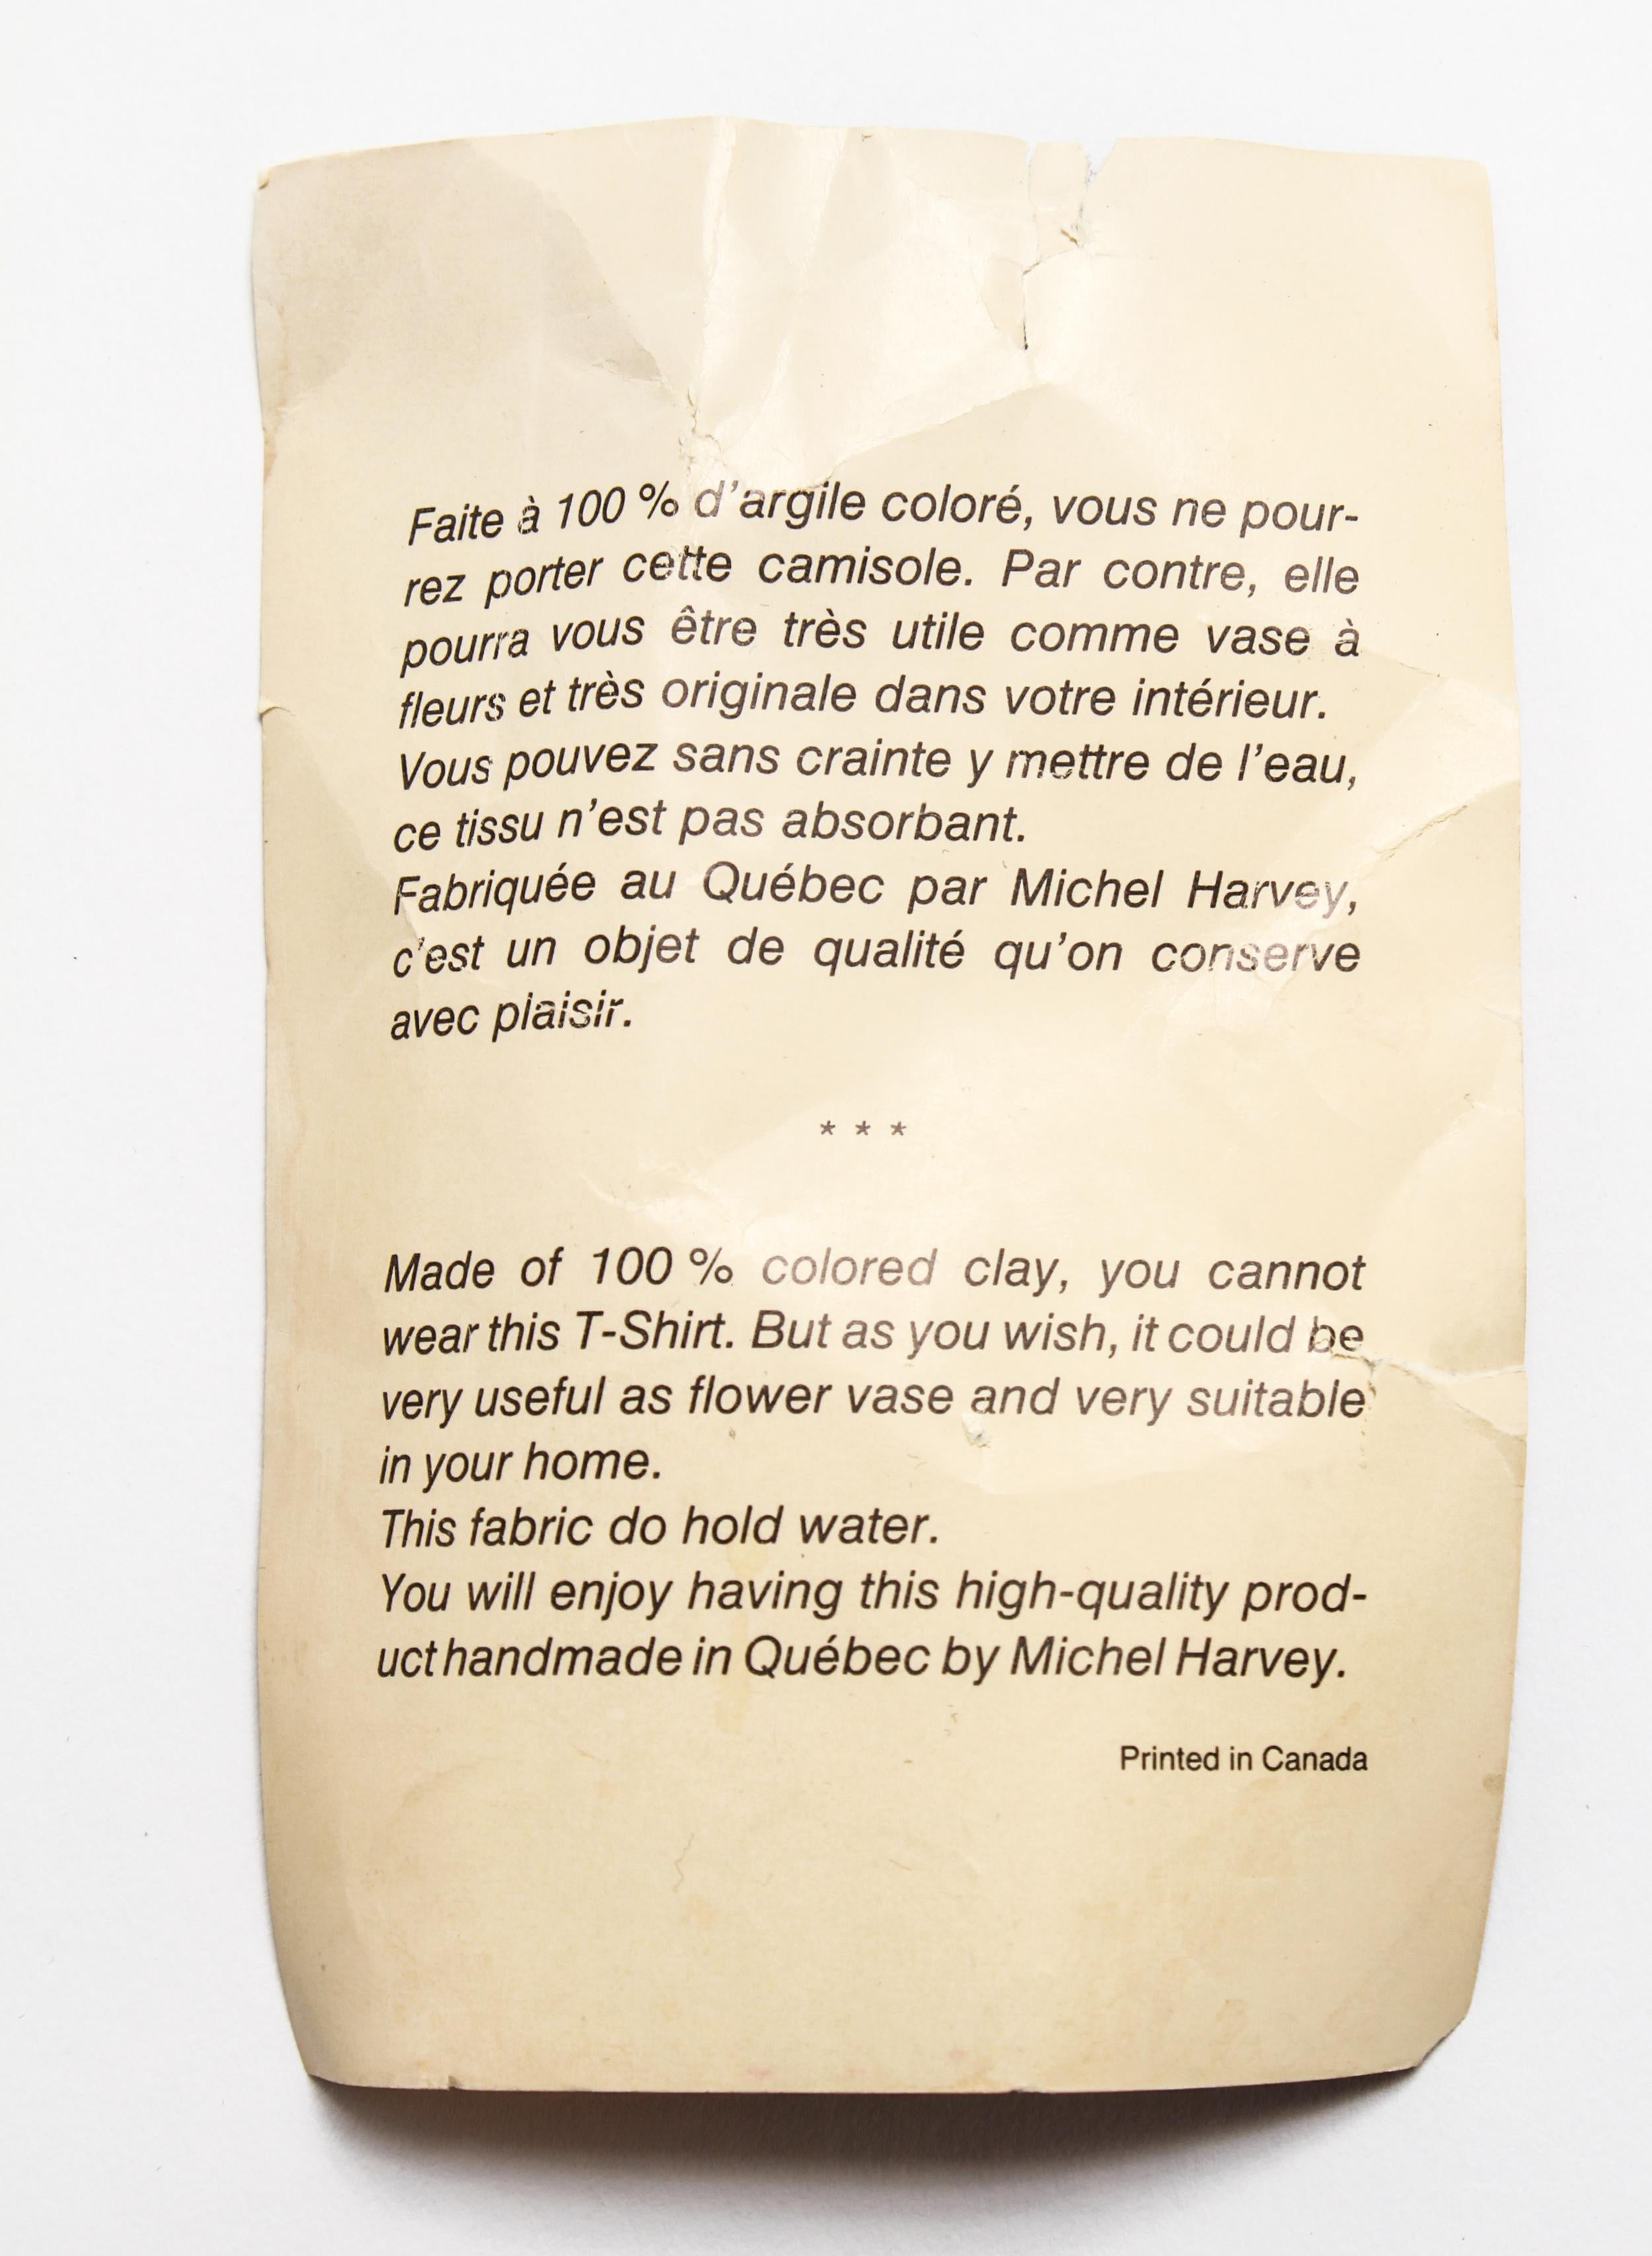 Faite à 100 % d'argile coloré, vous ne pour-
rez porter cette camisole. Par contre, elle
pourra vous être très utile comme vase à
fleurs et très originale dans votre intérieur.
Vous pouvez sans crainte y mettre de l'eau,
ce tissu n'est pas absorbant.
Fabriquée au Québec par Michel Harvey,
c'est un objet de qualité qu'on conserve
avec plaisir.
* * *
Made of 100 % colored clay, you cannot
wear this T-Shirt. But as you wish, it could be
very useful as flower vase and very suitable
in your home.
This fabric do hold water.
You will enjoy having this high-quality prod-
uct handmade in Québec by Michel Harvey.
Printed in Canada